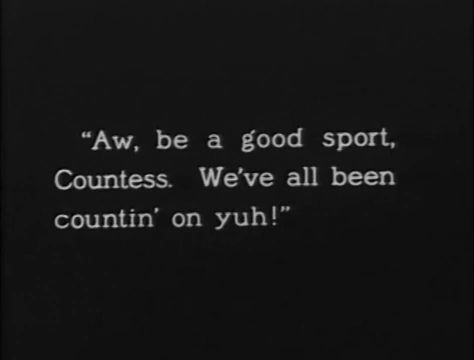 "Aw, be a good sport,
Countess. We've all been
countin' on yuh!"